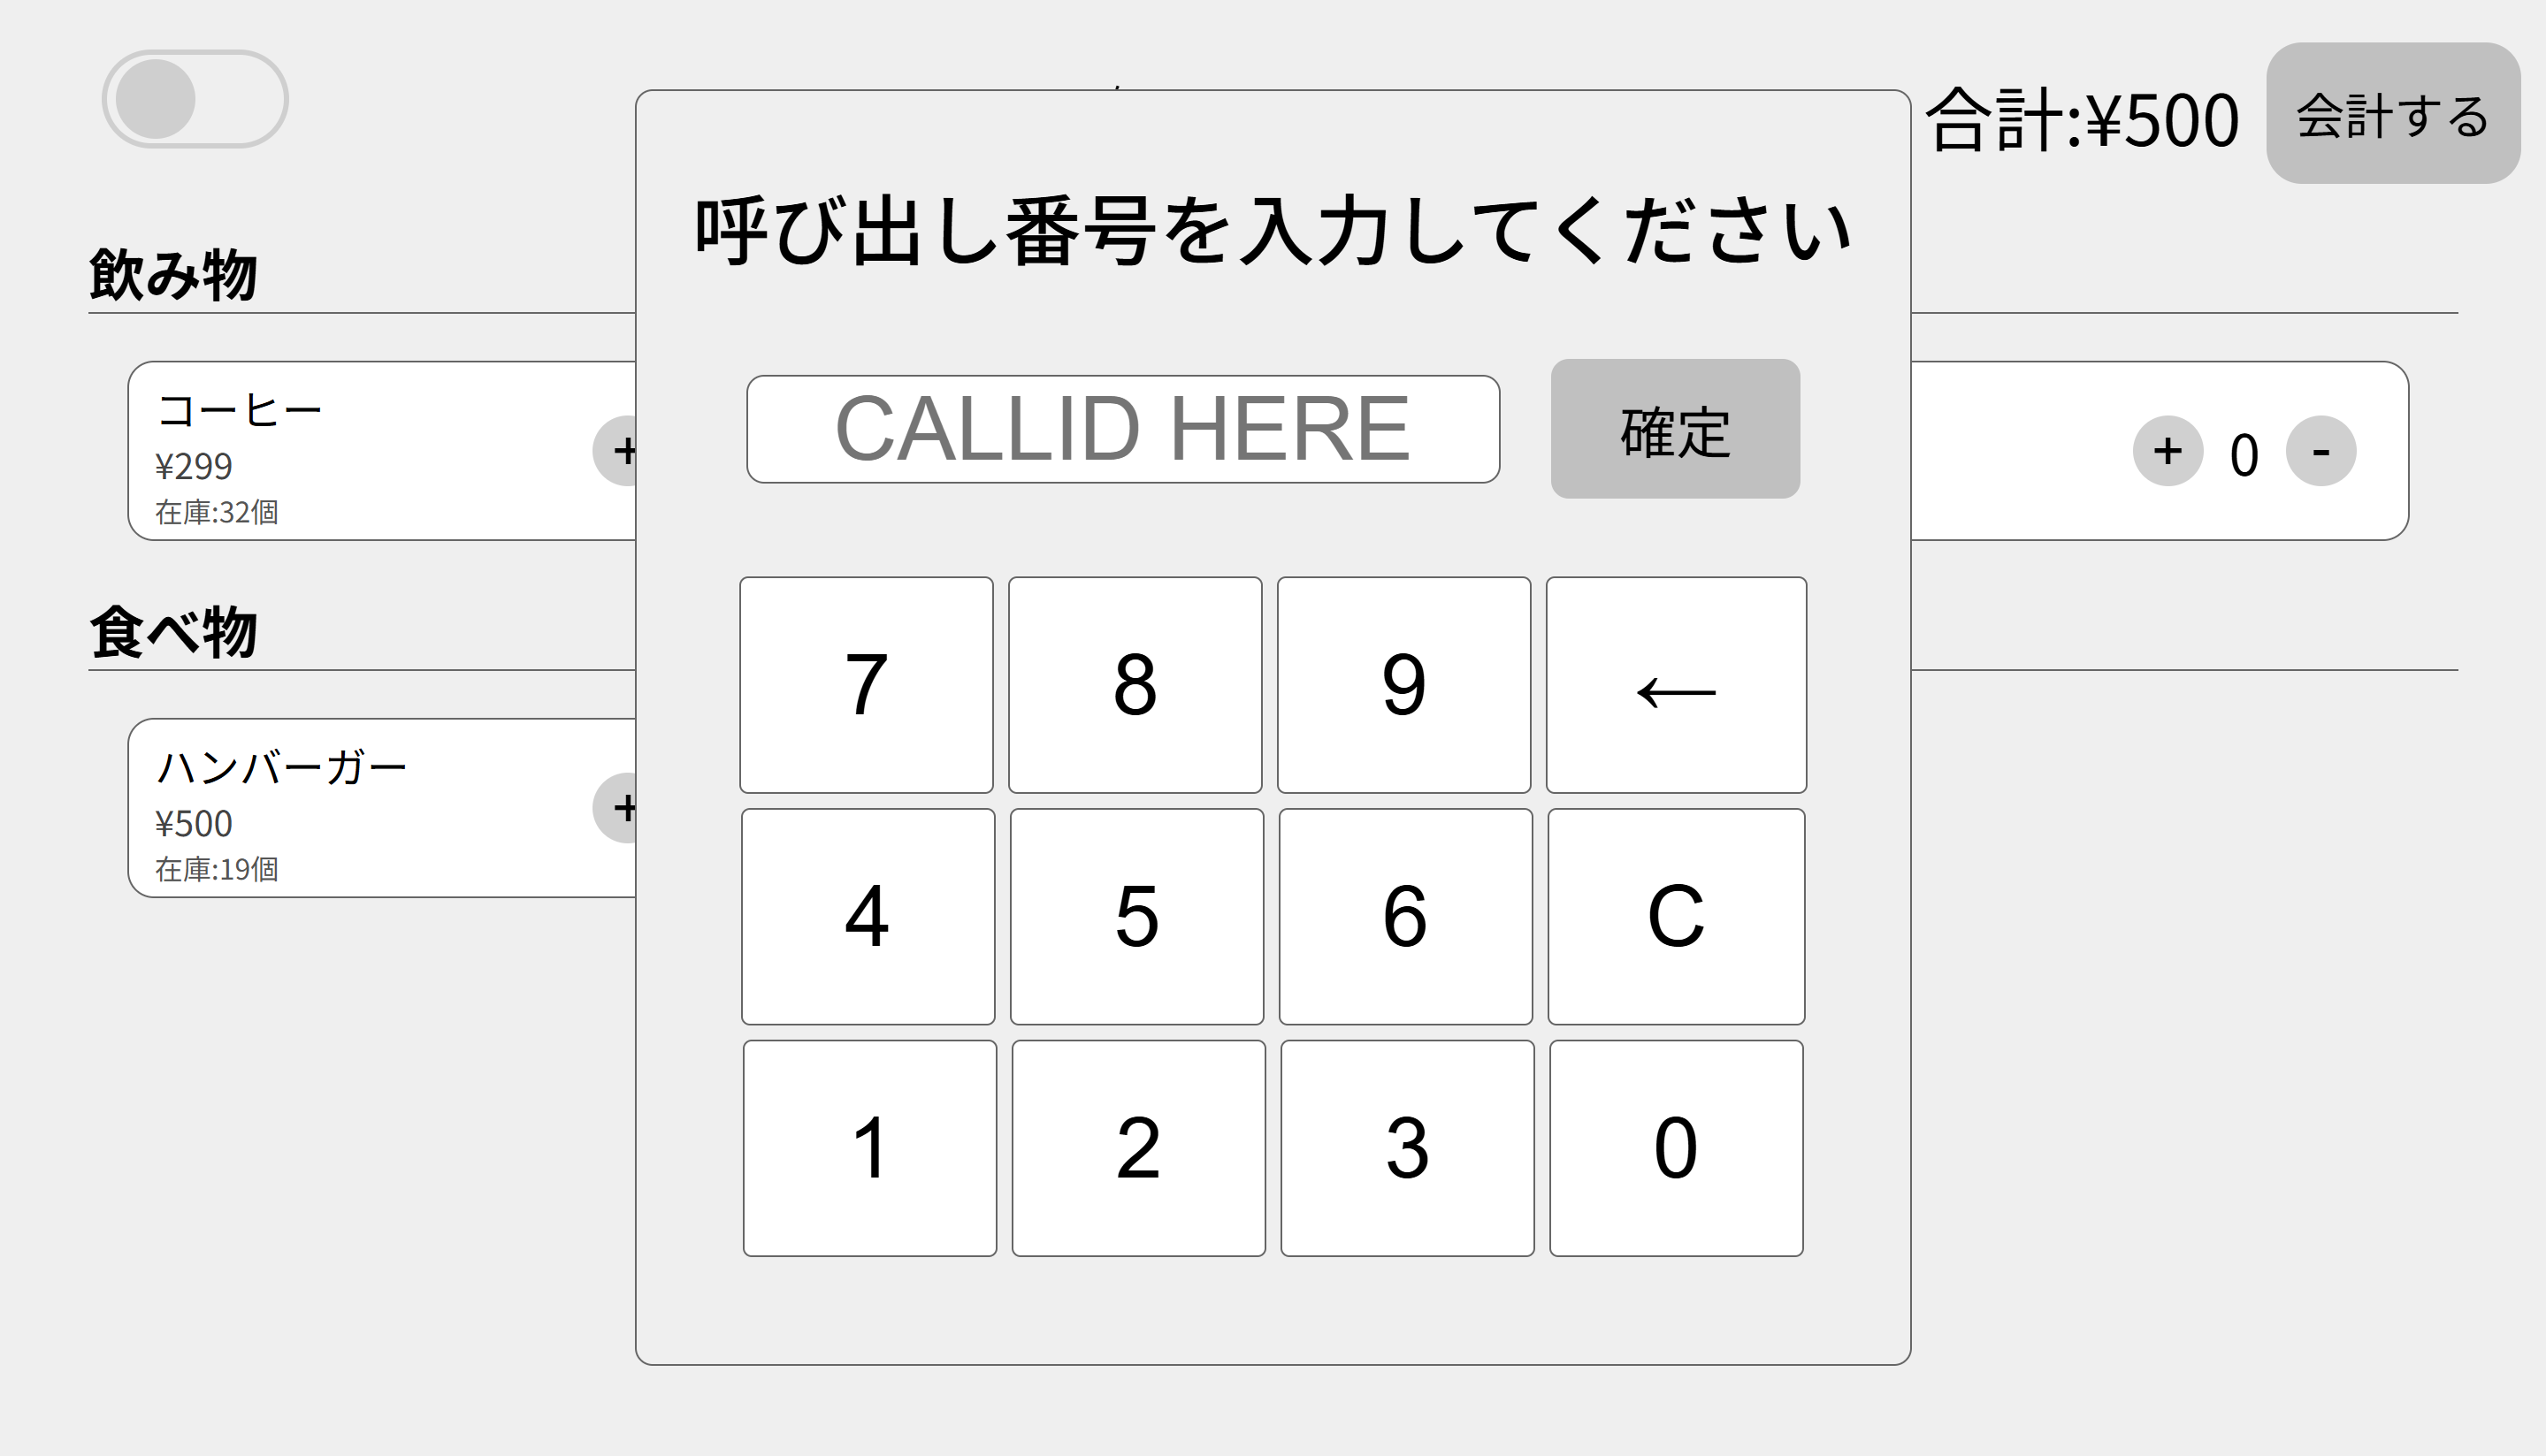 合計:¥500
会計する
呼び出し番号を入力してください
飲み物
CALLID HERE
確定
コーヒー
¥299
在庫:32個
+
+ 0 -
食べ物
ハンバーガー
¥500
在庫:19個
+
7 8 9 ←
4 5 6 C
1 2 3 0